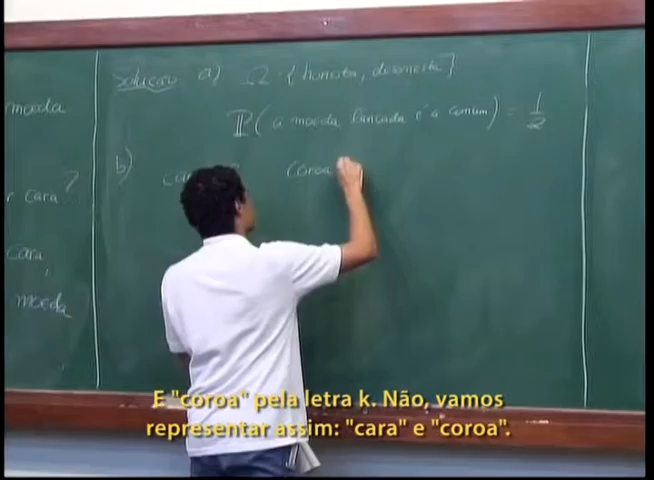 moeda
? 
r cara.
cara,
moeda
Solução a) Ω = {honesta, desonesta}
ℙ(a moeda lançada é a comum) = 1/2
b)
coroa
E "coroa" pela letra k. Não, vamos
representar assim: "cara" e "coroa".